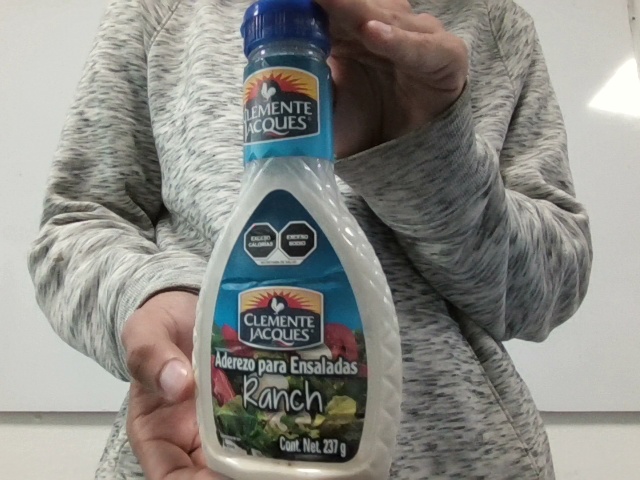 CLEMENTE
JACQUES®
EXCESO CALORÍAS
EXCESO SODIO
CLEMENTE
JACQUES®
Aderezo para Ensaladas
Ranch
Cont. Net. 237 g